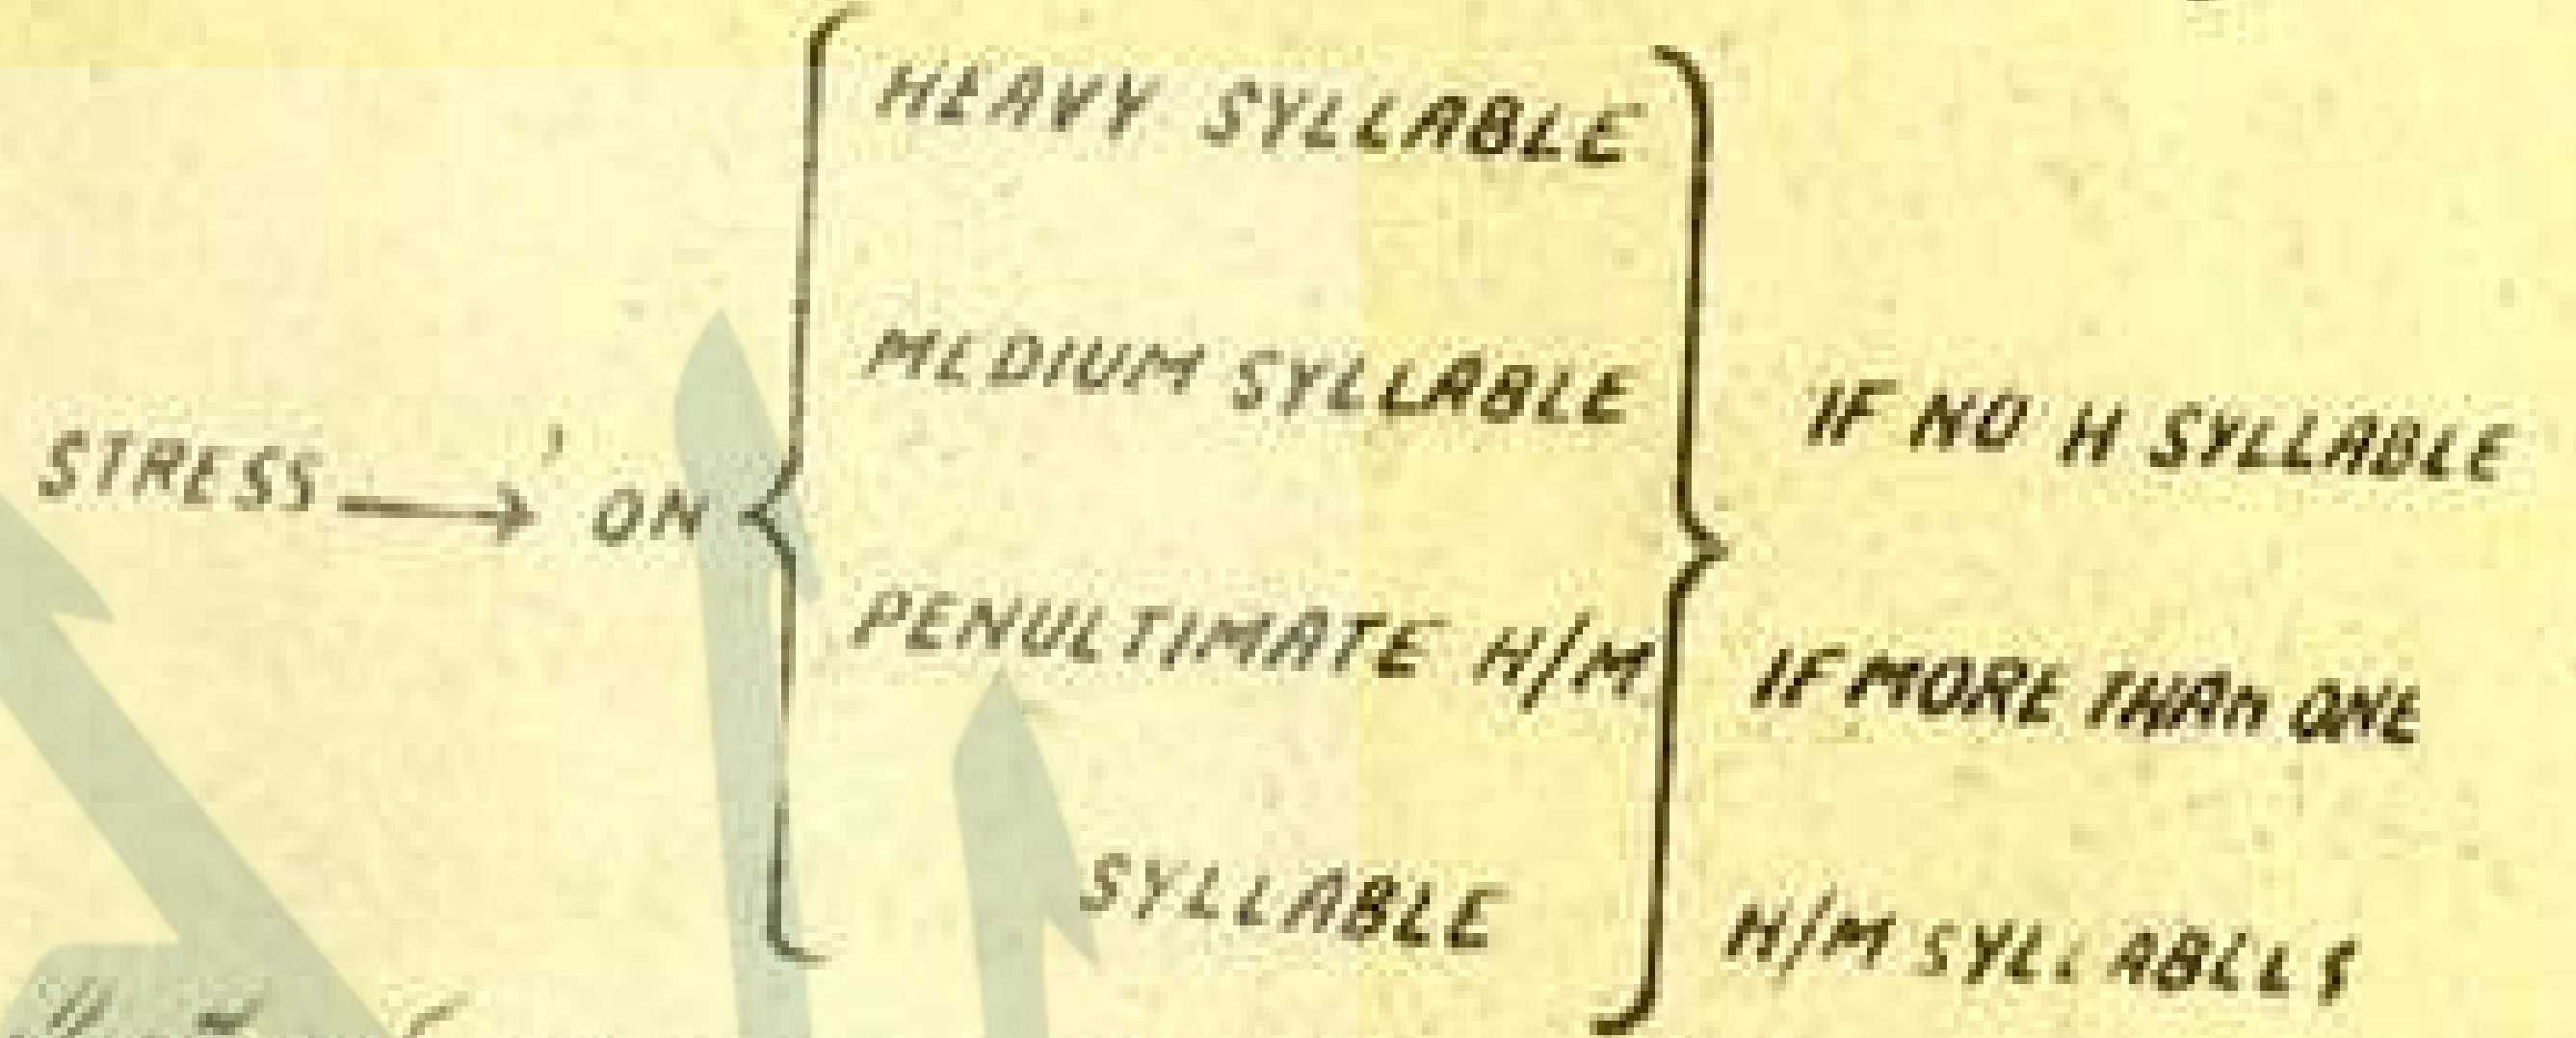 HEAVY SYLLABLE
MEDIUM SYLLABLE IF NO H SYLLABLE
STRESS → ' ON
PENULTIMATE H/M IF MORE THAN ONE
SYLLABLE H/M SYLLABLES